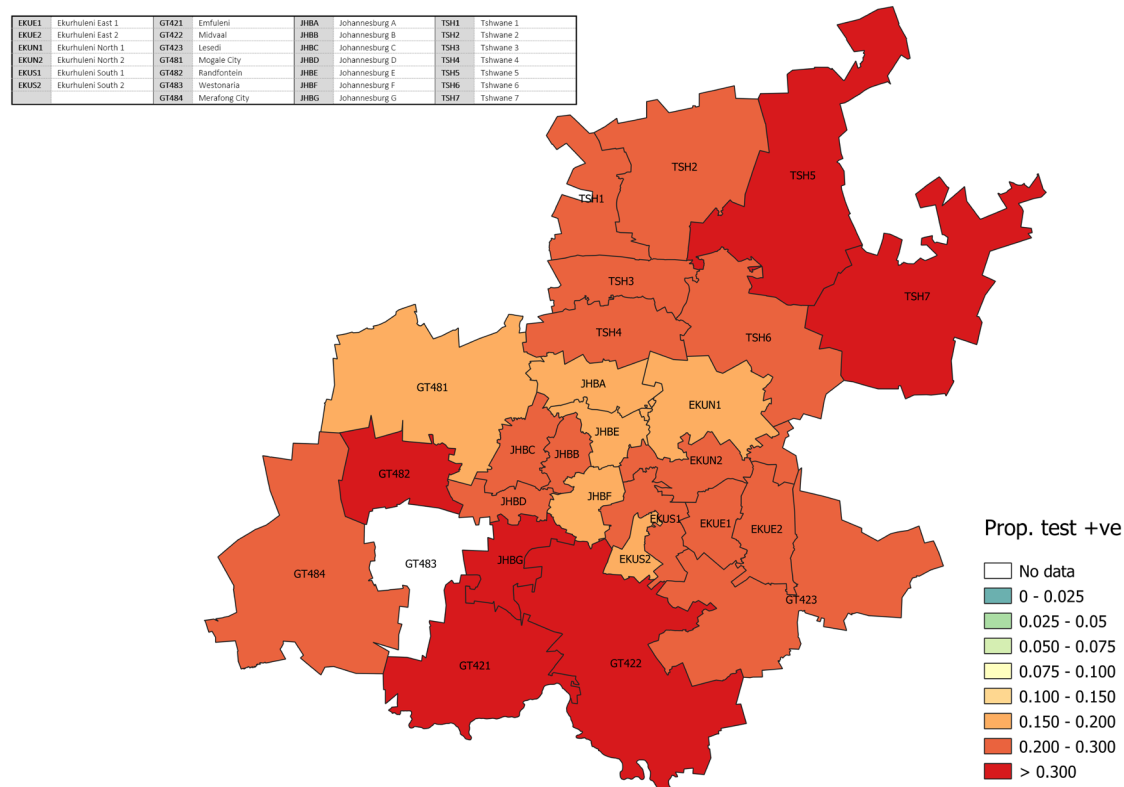 EKUE1 Ekurhuleni East 1 GT421 Emfuleni JHBA Johannesburg A TSH1 Tshwane 1
EKUE2 Ekurhuleni East 2 GT422 Midvaal JHBB Johannesburg B TSH2 Tshwane 2
EKUN1 Ekurhuleni North 1 GT423 Lesedi JHBC Johannesburg C TSH3 Tshwane 3
EKUN2 Ekurhuleni North 2 GT481 Mogale City JHBD Johannesburg D TSH4 Tshwane 4
EKUS1 Ekurhuleni South 1 GT482 Randfontein JHBE Johannesburg E TSH5 Tshwane 5
EKUS2 Ekurhuleni South 2 GT483 Westonaria JHBF Johannesburg F TSH6 Tshwane 6
GT484 Merafong City JHBG Johannesburg G TSH7 Tshwane 7
TSH2
TSH5
TSH1
TSH3
TSH7
TSH4
TSH6
GT481
JHBA
EKUN1
JHBE
JHBC
JHBB
EKUN2
GT482
JHBF
JHBD
EKUS1
EKUE1
EKUE2
EKUS2
JHBG
GT483
GT484
GT423
GT421
GT422
Prop. test +ve
No data
0 - 0.025
0.025 - 0.05
0.050 - 0.075
0.075 - 0.100
0.100 - 0.150
0.150 - 0.200
0.200 - 0.300
> 0.300